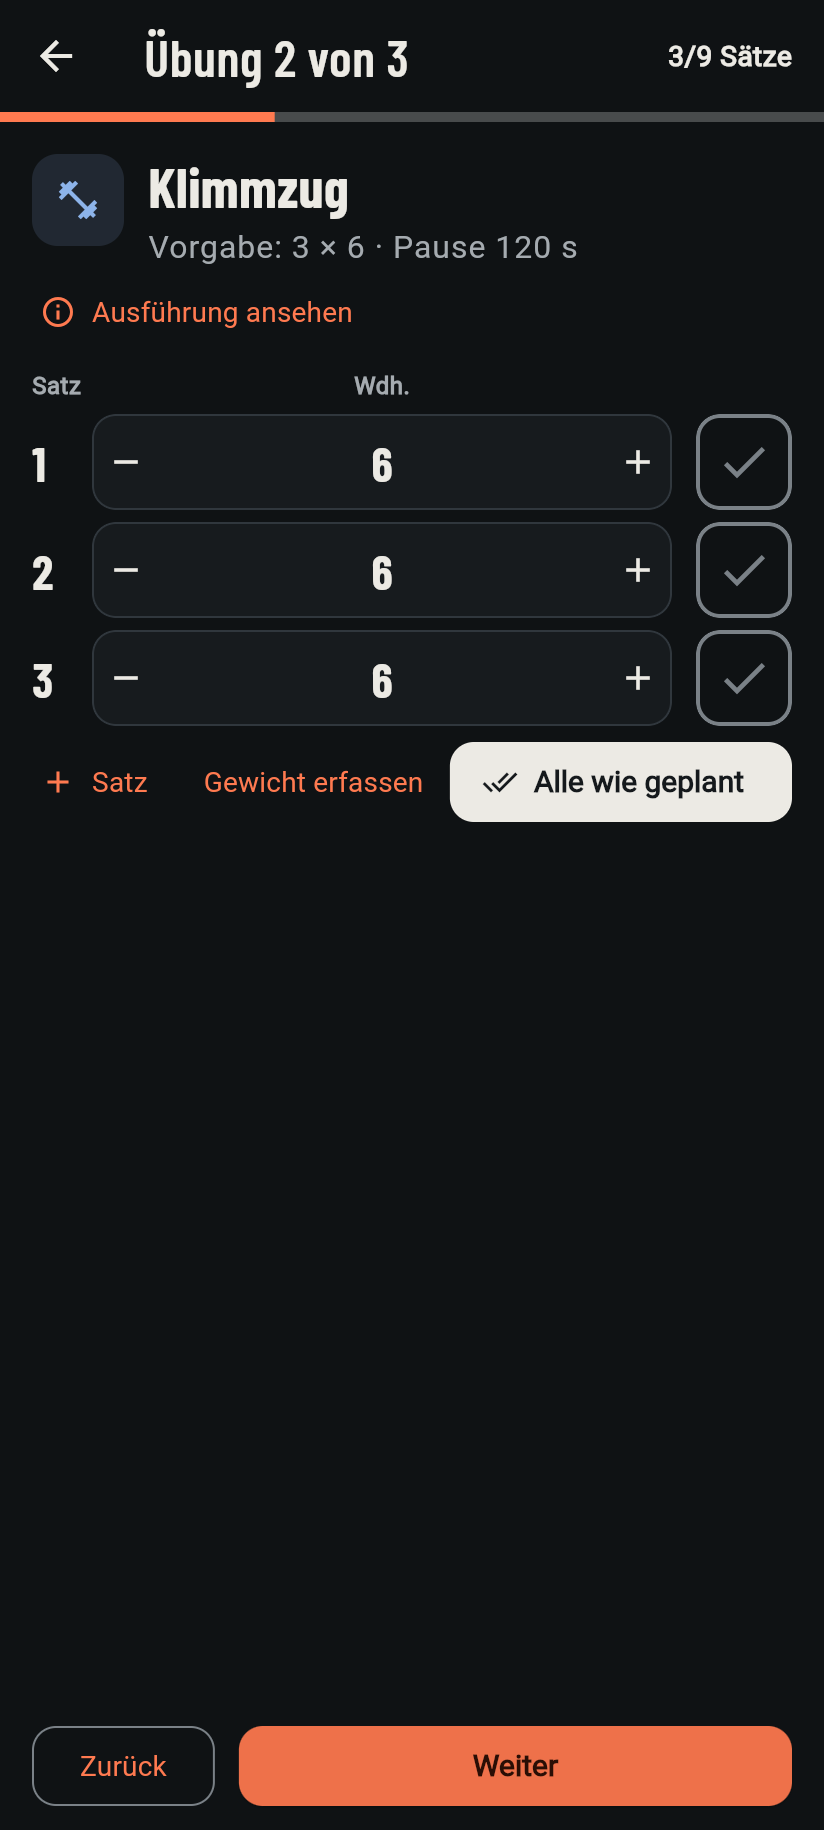 Übung 2 von 3
3/9 Sätze
Klimmzug
Vorgabe: 3 × 6 · Pause 120 s
Ausführung ansehen
Satz Wdh.
1 − 6 +
2 − 6 +
3 − 6 +
+ Satz Gewicht erfassen Alle wie geplant
Zurück Weiter